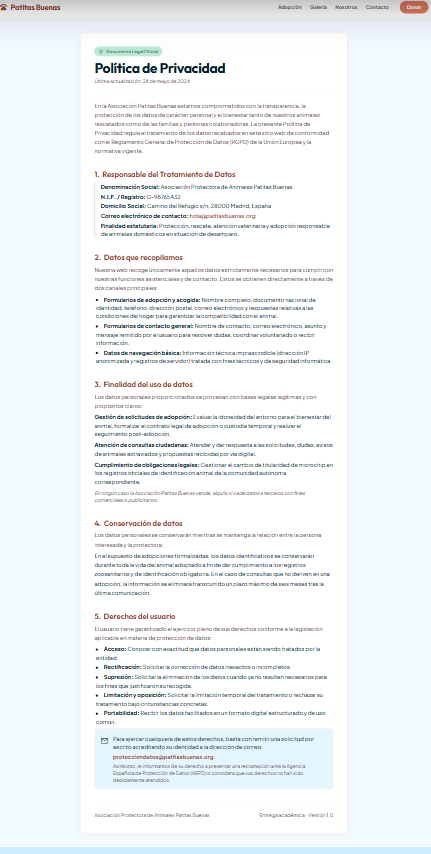 Patitas Buenas
Adopción Galería Nosotros Contacto Donar
Documento Legal Oficial
Política de Privacidad
Última actualización: 24 de mayo de 2024
En la Asociación Patitas Buenas estamos comprometidos con la transparencia, la
protección de los datos de carácter personal y el bienestar tanto de nuestros animales
rescatados como de las familias y personas colaboradoras. La presente Política de
Privacidad regula el tratamiento de los datos recabados en este sitio web de conformidad
con el Reglamento General de Protección de Datos (RGPD) de la Unión Europea y la
normativa vigente.
1. Responsable del Tratamiento de Datos
Denominación Social: Asociación Protectora de Animales Patitas Buenas
N.I.F. / Registro: G-98765432
Domicilio Social: Camino del Refugio s/n, 28000 Madrid, España
Correo electrónico de contacto: hola@patitasbuenas.org
Finalidad estatutaria: Protección, rescate, atención veterinaria y adopción responsable
de animales domésticos en situación de desamparo.
2. Datos que recopilamos
Nuestra web recoge únicamente aquellos datos estrictamente necesarios para cumplir con
nuestras funciones asistenciales y de contacto. Estos se obtienen directamente a través de
dos canales principales:
• Formularios de adopción y acogida: Nombre completo, documento nacional de
identidad, teléfono, dirección postal, correo electrónico y respuestas relativas a las
condiciones del hogar para garantizar la compatibilidad con el animal.
• Formularios de contacto general: Nombre de contacto, correo electrónico, asunto y
mensaje remitido por el usuario para resolver dudas, coordinar voluntariado o recibir
información.
• Datos de navegación básica: Información técnica imprescindible (dirección IP
anonimizada y registros de servidor) tratada con fines técnicos y de seguridad informática.
3. Finalidad del uso de datos
Los datos personales proporcionados se procesan con bases legales legítimas y con
propósitos claros:
Gestión de solicitudes de adopción: Evaluar la idoneidad del entorno para el bienestar del
animal, formalizar el contrato legal de adopción o custodia temporal y realizar el
seguimiento post-adopción.
Atención de consultas ciudadanas: Atender y dar respuesta a las solicitudes, dudas, avisos
de animales extraviados y propuestas recibidas por vía digital.
Cumplimiento de obligaciones legales: Gestionar el cambio de titularidad de microchip en
los registros oficiales de identificación animal de la comunidad autónoma
correspondiente.
En ningún caso la Asociación Patitas Buenas vende, alquila ni cede datos a terceros con fines
comerciales o publicitarios.
4. Conservación de datos
Los datos personales se conservarán mientras se mantenga la relación entre la persona
interesada y la protectora:
En el supuesto de adopciones formalizadas, los datos identificativos se conservarán
durante toda la vida del animal adoptado a fin de dar cumplimiento a los registros
zoosanitarios y de identificación obligatoria. En el caso de consultas que no deriven en una
adopción, la información se eliminará transcurrido un plazo máximo de seis meses tras la
última comunicación.
5. Derechos del usuario
El usuario tiene garantizado el ejercicio pleno de sus derechos conforme a la legislación
aplicable en materia de protección de datos:
• Acceso: Conocer con exactitud qué datos personales están siendo tratados por la
entidad.
• Rectificación: Solicitar la corrección de datos inexactos o incompletos.
• Supresión: Solicitar la eliminación de los datos cuando ya no resulten necesarios para
los fines que justificaron su recogida.
• Limitación y oposición: Solicitar la limitación temporal del tratamiento o rechazar su
tratamiento bajo circunstancias concretas.
• Portabilidad: Recibir los datos facilitados en un formato digital estructurado y de uso
común.
Para ejercer cualquiera de estos derechos, basta con remitir una solicitud por
escrito acreditando su identidad a la dirección de correo:
protecciondatos@patitasbuenas.org
Asimismo, le informamos de su derecho a presentar una reclamación ante la Agencia
Española de Protección de Datos (AEPD) si considera que sus derechos no han sido
debidamente atendidos.
Asociación Protectora de Animales Patitas Buenas
Entrega académica - Versión 1.0